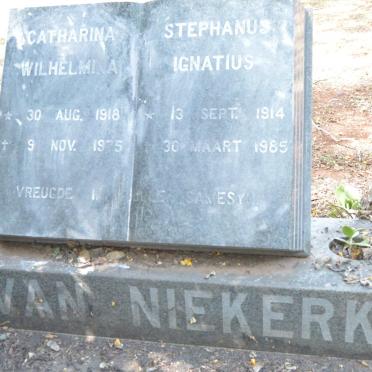 CATHARINA
WILHELMINA
* 30 AUG. 1918
† 9 NOV. 1975
STEPHANUS
IGNATIUS
* 13 SEPT. 1914
† 30 MAART 1985
VREUGDE
VAN NIEKERK